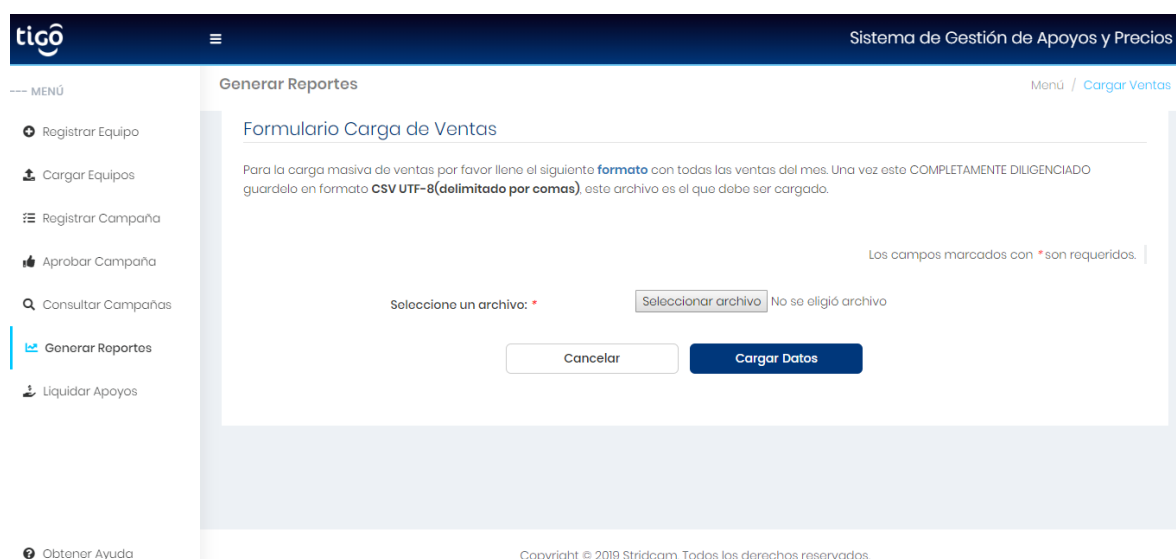 tigô
Sistema de Gestión de Apoyos y Precios
--- MENÚ
Registrar Equipo
Cargar Equipos
Registrar Campaña
Aprobar Campaña
Consultar Campañas
Generar Reportes
Liquidar Apoyos
Obtener Ayuda
Generar Reportes
Menú / Cargar Ventas
Formulario Carga de Ventas
Para la carga masiva de ventas por favor llene el siguiente formato con todas las ventas del mes. Una vez este COMPLETAMENTE DILIGENCIADO
guardelo en formato CSV UTF-8(delimitado por comas), este archivo es el que debe ser cargado.
Los campos marcados con * son requeridos.
Seleccione un archivo: *
Seleccionar archivo No se eligió archivo
Cancelar
Cargar Datos
Copyright © 2019 Stridcam. Todos los derechos reservados.